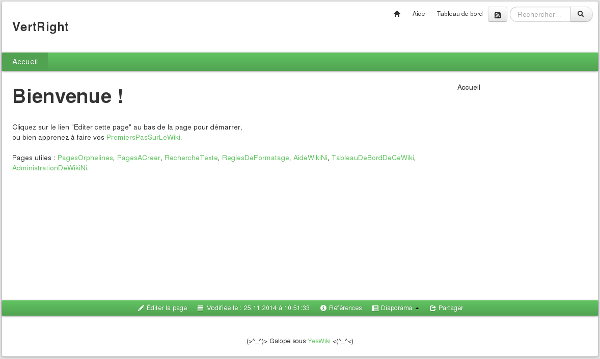 Aide
Tableau de bord
Rechercher...
VertRight
Accueil
Bienvenue !
Accueil
Cliquez sur le lien "Editer cette page" au bas de la page pour démarrer,
ou bien apprenez à faire vos PremiersPasSurLeWiki.
Pages utiles : PagesOrphelines, PagesACreer, RechercheTexte, ReglesDeFormatage, AideWikiNi, TableauDeBordDeCeWiki,
AdministrationDeWikiNi.
Éditer la page
Modifiée le : 25.11.2014 à 10:51:33
Références
Diaporama
Partager
(>^_^)> Galope sous YesWiki <(^_^<)